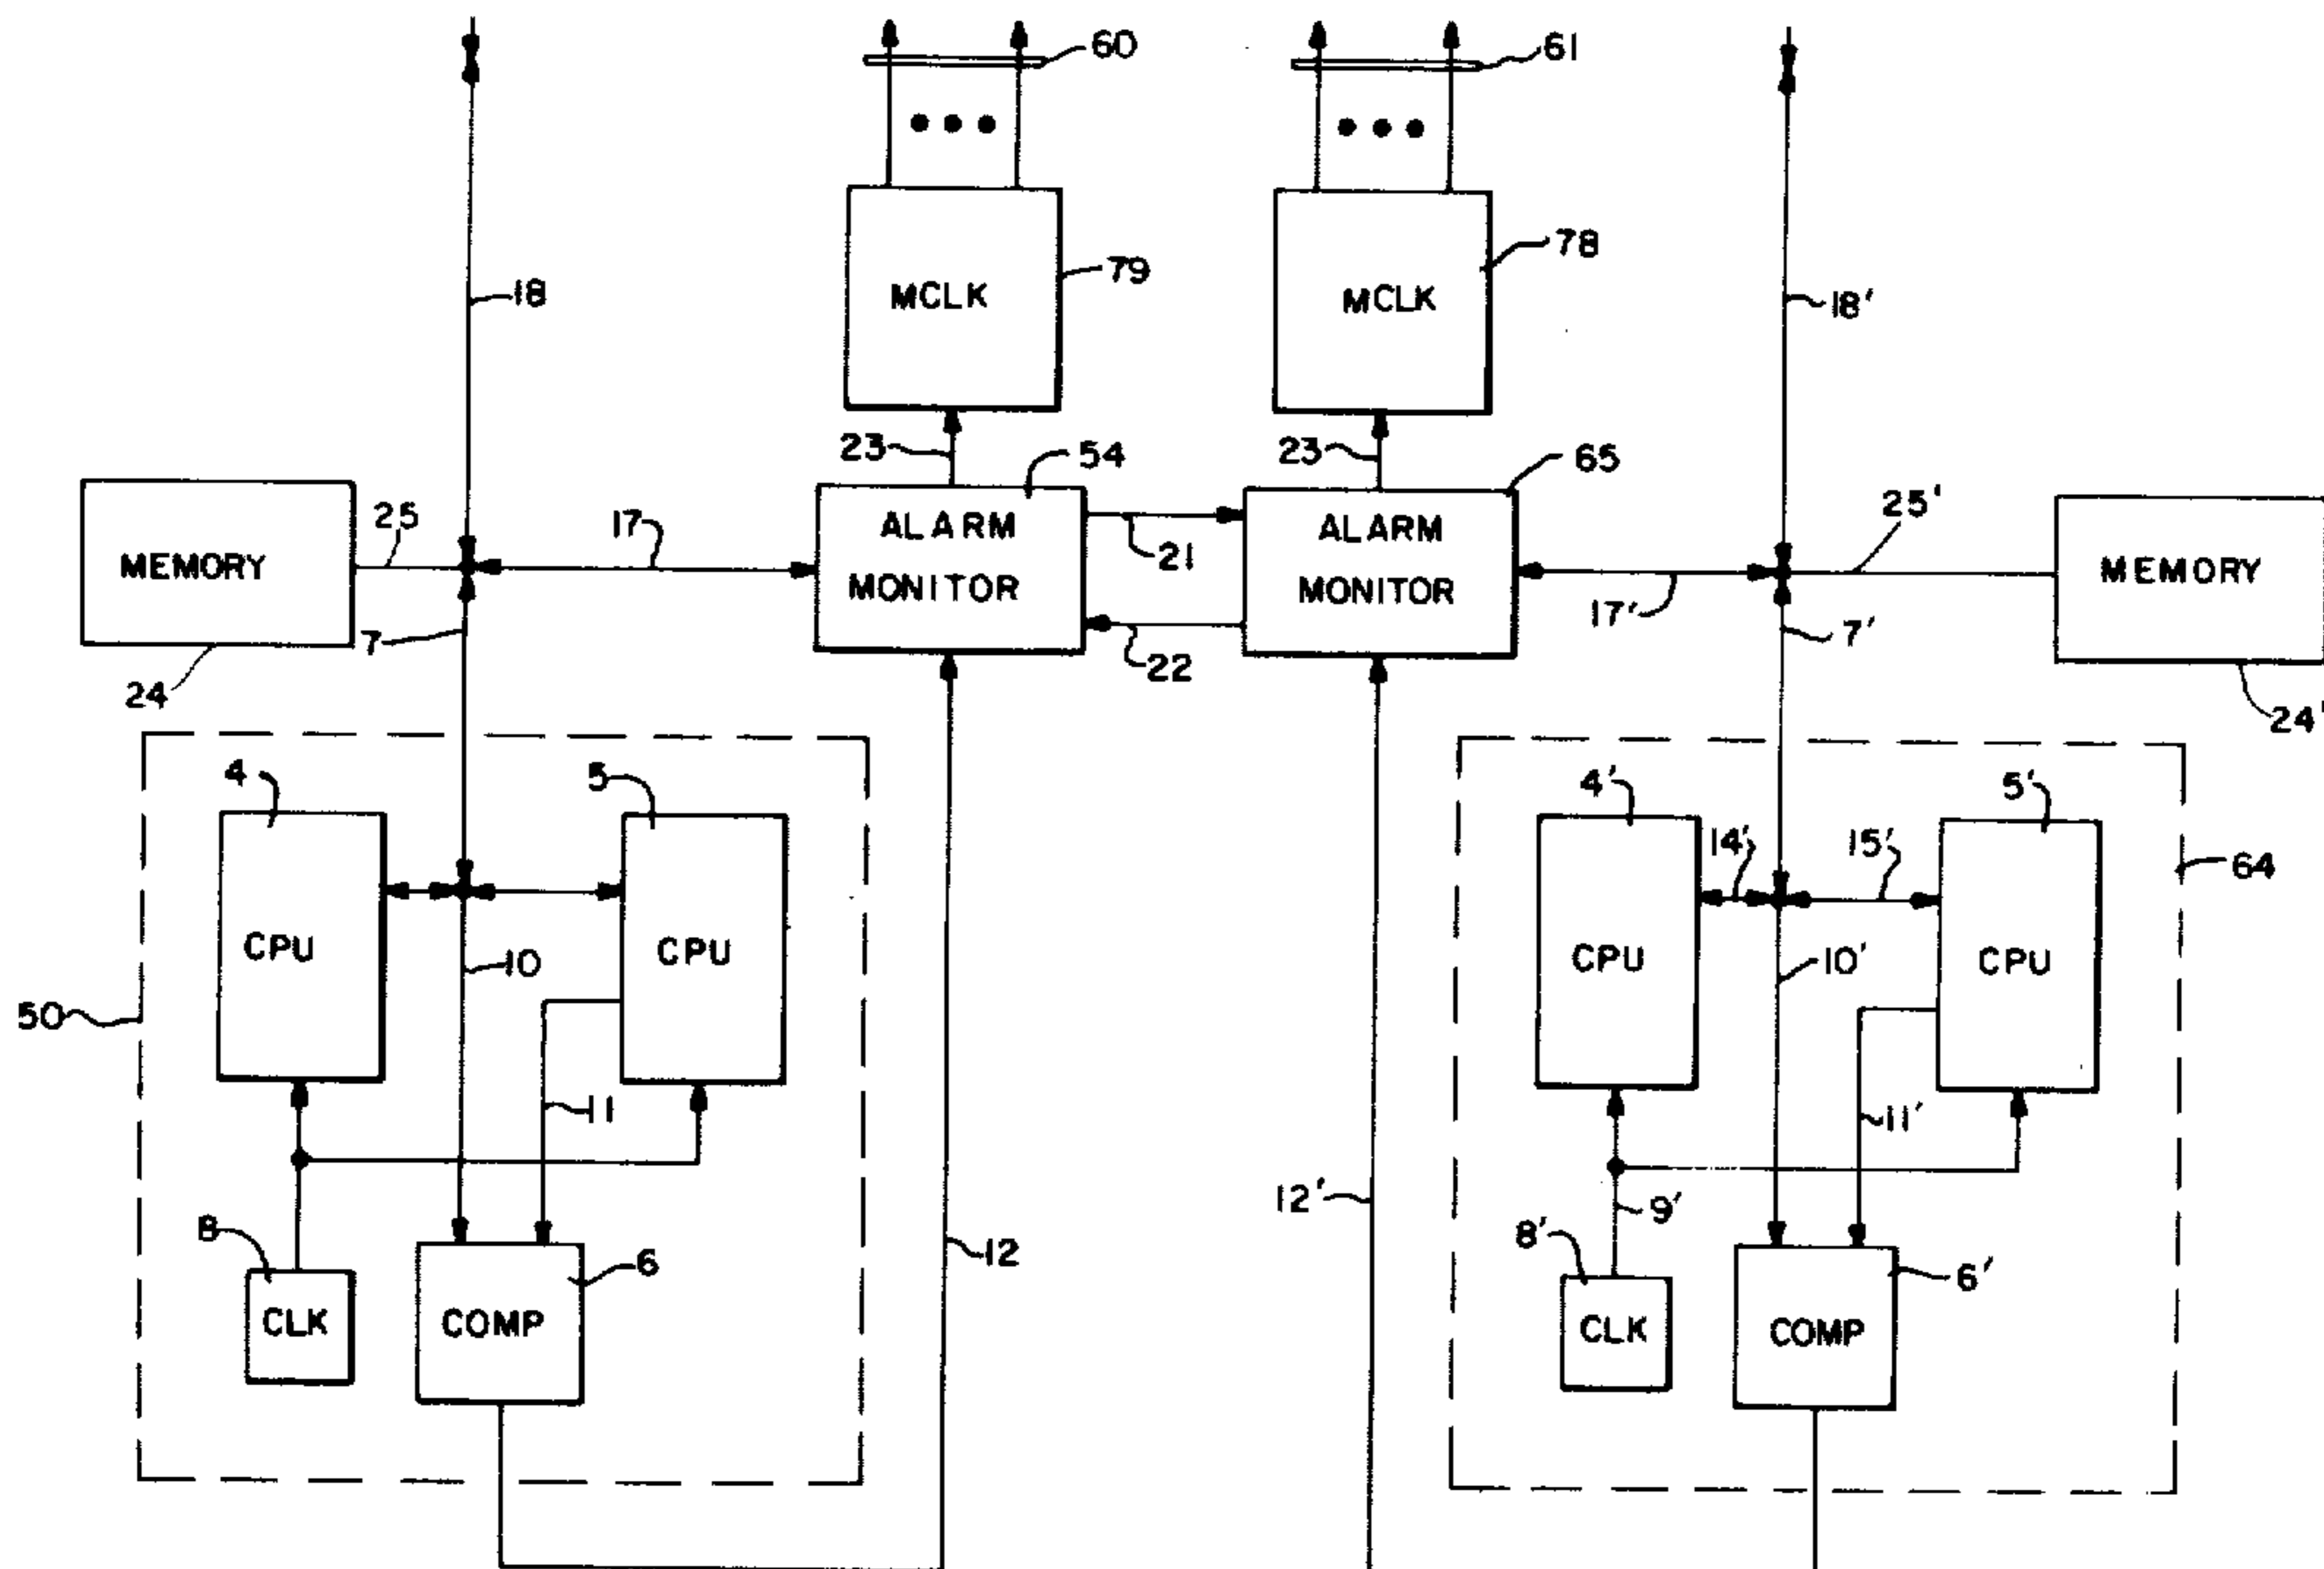 60
61
79
78
MCLK
MCLK
18
18'
23
54
23
65
25
17
21
25'
MEMORY
ALARM
MONITOR
ALARM
MONITOR
MEMORY
7
22
17'
7'
24
24'
4
5
4'
5'
14'
15'
64
CPU
10
CPU
CPU
10'
CPU
50
11
11'
8
12
12'
9'
8'
6
6'
CLK
COMP
CLK
COMP